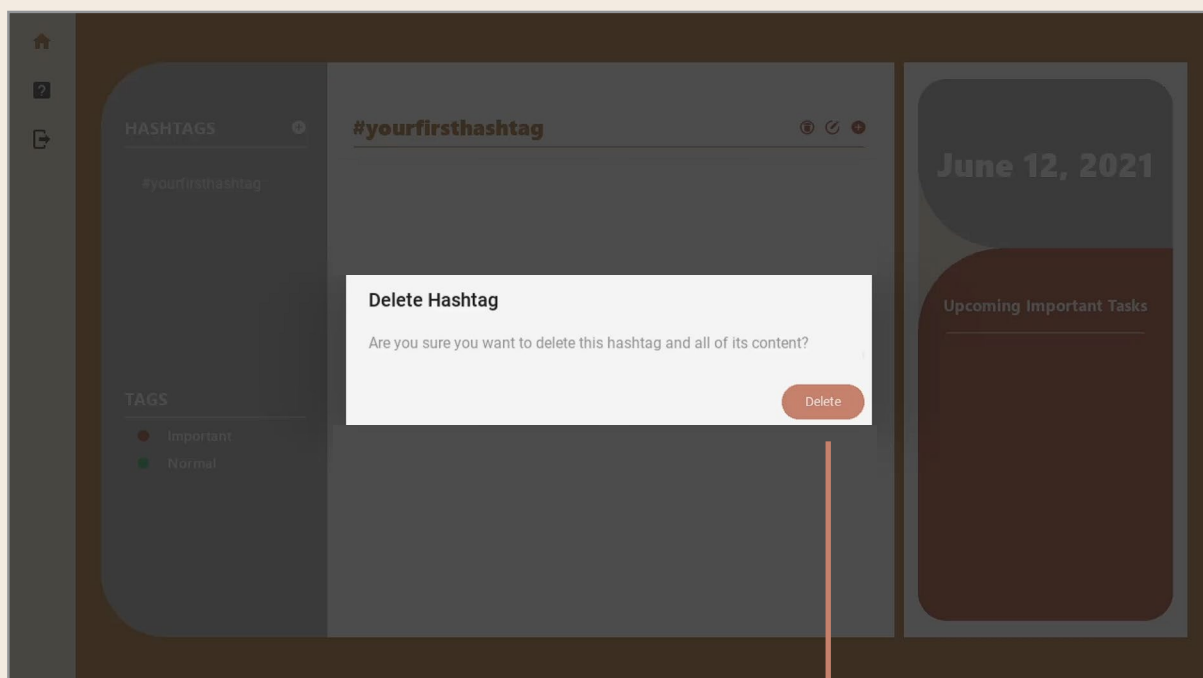 HASHTAGS
#yourfirsthashtag
TAGS
Important
Normal
#yourfirsthashtag
Delete Hashtag
Are you sure you want to delete this hashtag and all of its content?
Delete
June 12, 2021
Upcoming Important Tasks